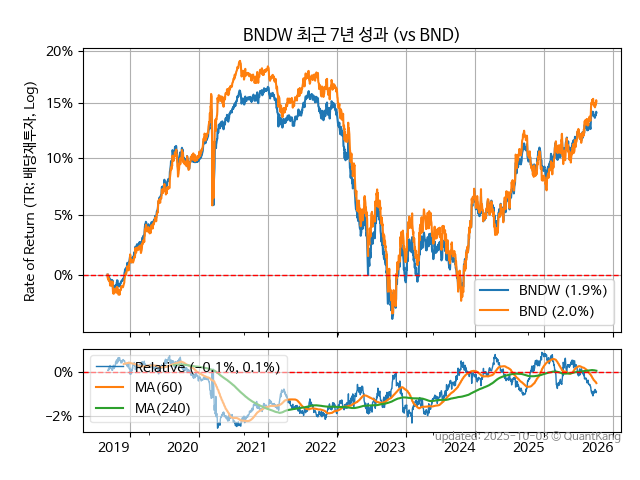 BNDW 최근 7년 성과 (vs BND)
Rate of Return (TR: 배당재투자, Log)
20%
15%
10%
5%
0%
BNDW (1.9%)
BND (2.0%)
0%
−2%
Relative (−0.1%, 0.1%)
MA(60)
MA(240)
updated: 2025-10-03 © QuantKang
2019 2020 2021 2022 2023 2024 2025 2026